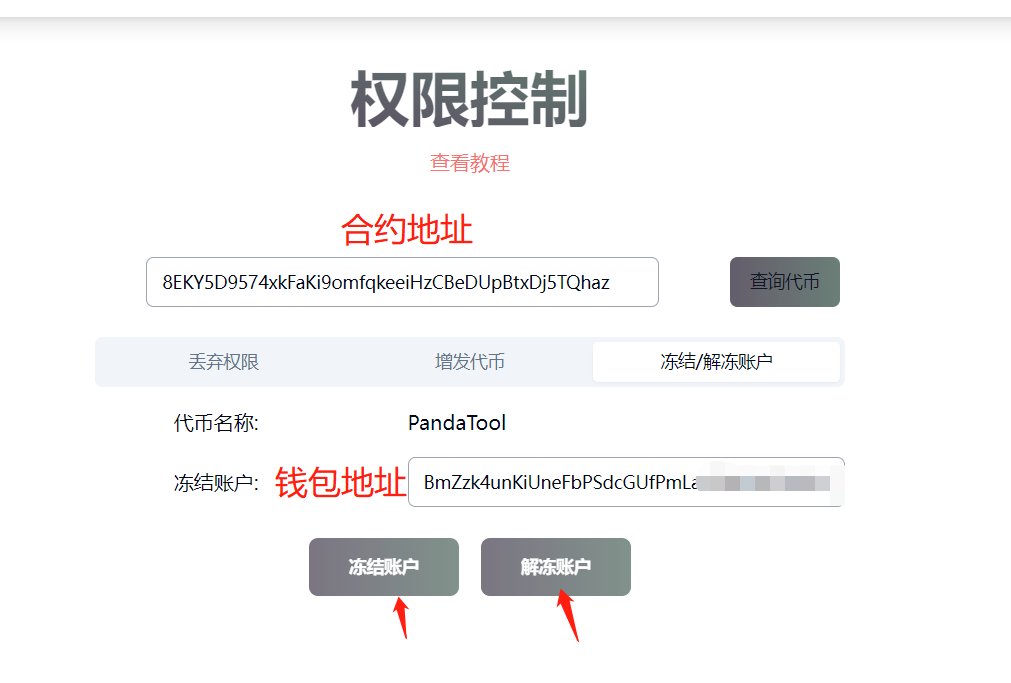 权限控制
查看教程
合约地址
8EKY5D9574xkFaKi9omfqkeeiHzCBeDUpBtxDj5TQhaz 查询代币
丢弃权限 增发代币 冻结/解冻账户
代币名称: PandaTool
冻结账户: 钱包地址 BmZzk4unKiUneFbPSdcGUfPmLa
冻结账户 解冻账户